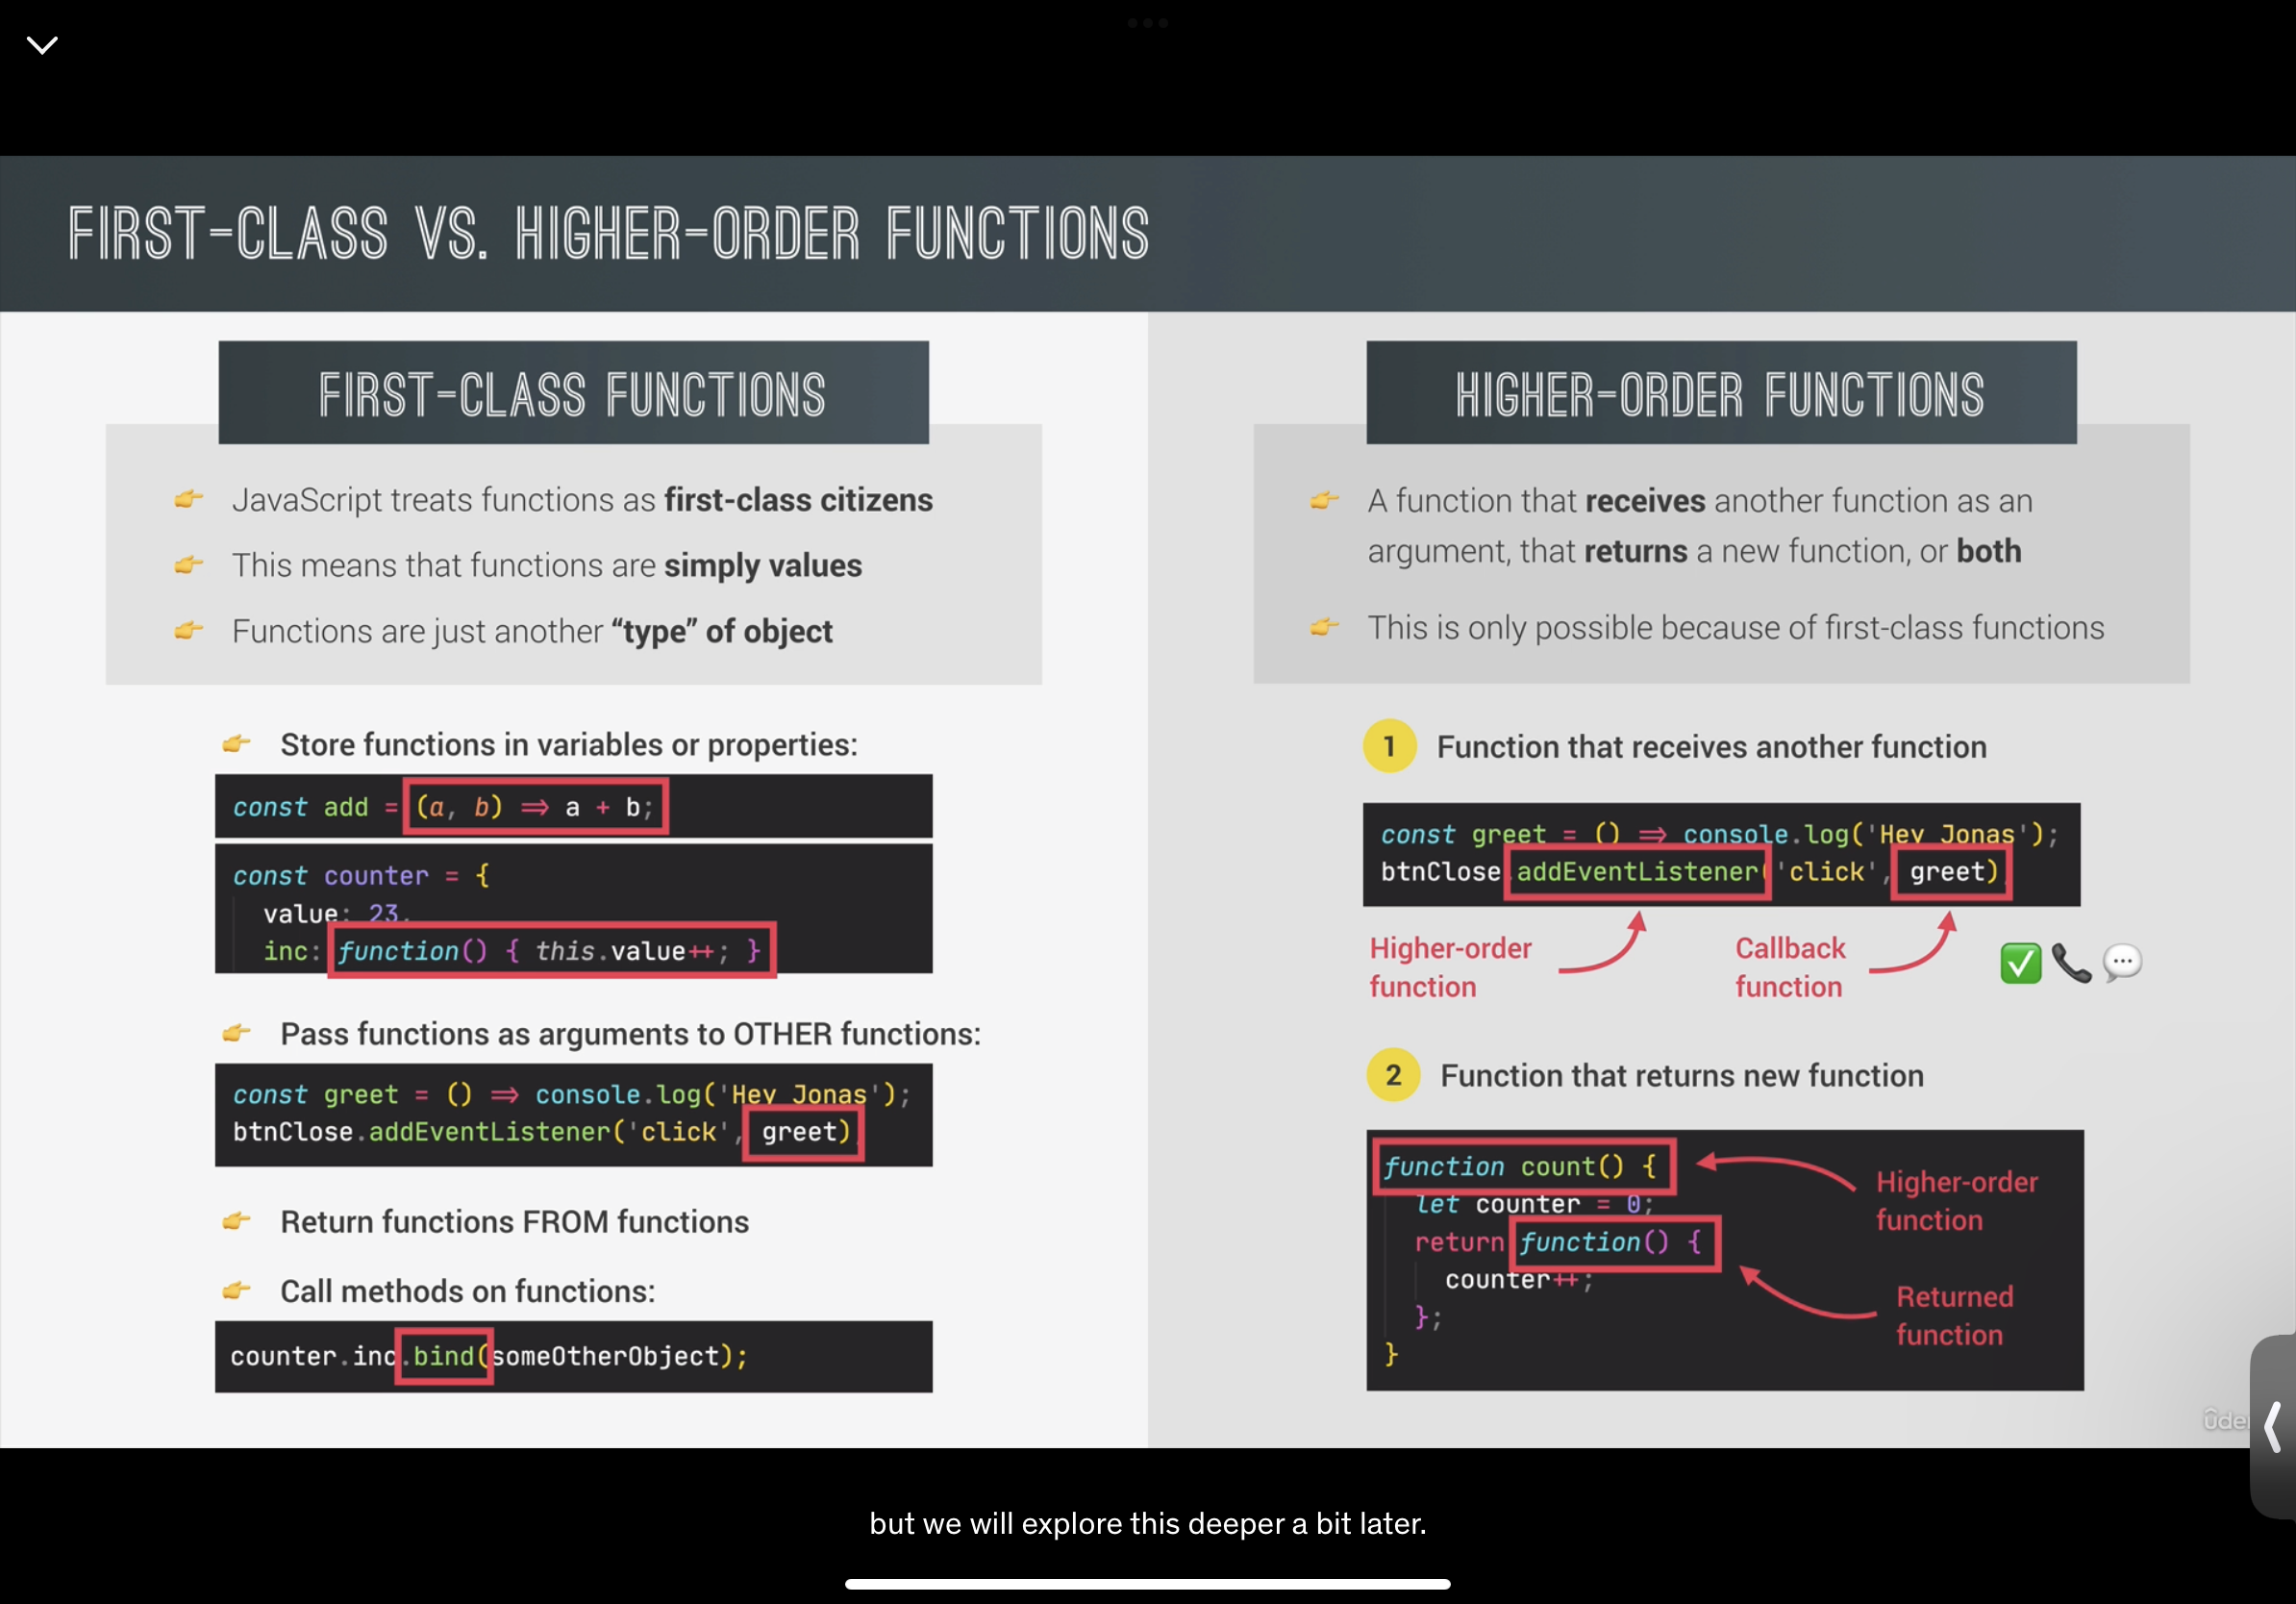 FIRST-CLASS VS. HIGHER-ORDER FUNCTIONS
FIRST-CLASS FUNCTIONS
JavaScript treats functions as first-class citizens
This means that functions are simply values
Functions are just another “type” of object
Store functions in variables or properties:
const add = (a, b) => a + b;
const counter = {
value: 23,
inc: function() { this.value++; }
Pass functions as arguments to OTHER functions:
const greet = () => console.log('Hey Jonas');
btnClose.addEventListener('click', greet)
Return functions FROM functions
Call methods on functions:
counter.inc.bind(someOtherObject);
HIGHER-ORDER FUNCTIONS
A function that receives another function as an
argument, that returns a new function, or both
This is only possible because of first-class functions
1 Function that receives another function
const greet = () => console.log('Hey Jonas');
btnClose.addEventListener('click', greet)
Higher-order
function
Callback
function
2 Function that returns new function
function count() {
let counter = 0;
return function() {
counter++;
};
}
Higher-order
function
Returned
function
ûde
but we will explore this deeper a bit later.